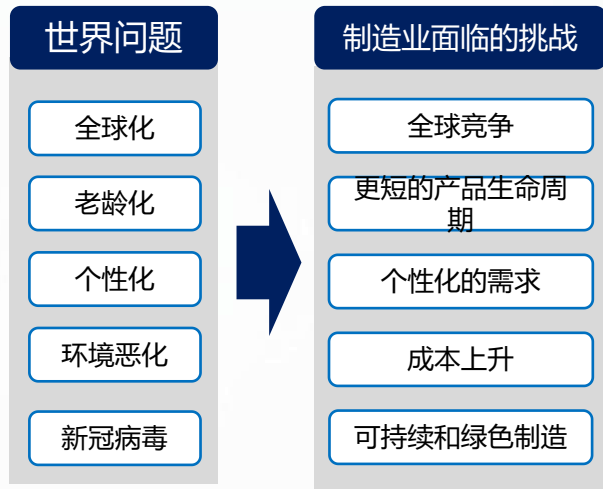 世界问题
全球化
老龄化
个性化
环境恶化
新冠病毒
制造业面临的挑战
全球竞争
更短的产品生命周
期
个性化的需求
成本上升
可持续和绿色制造